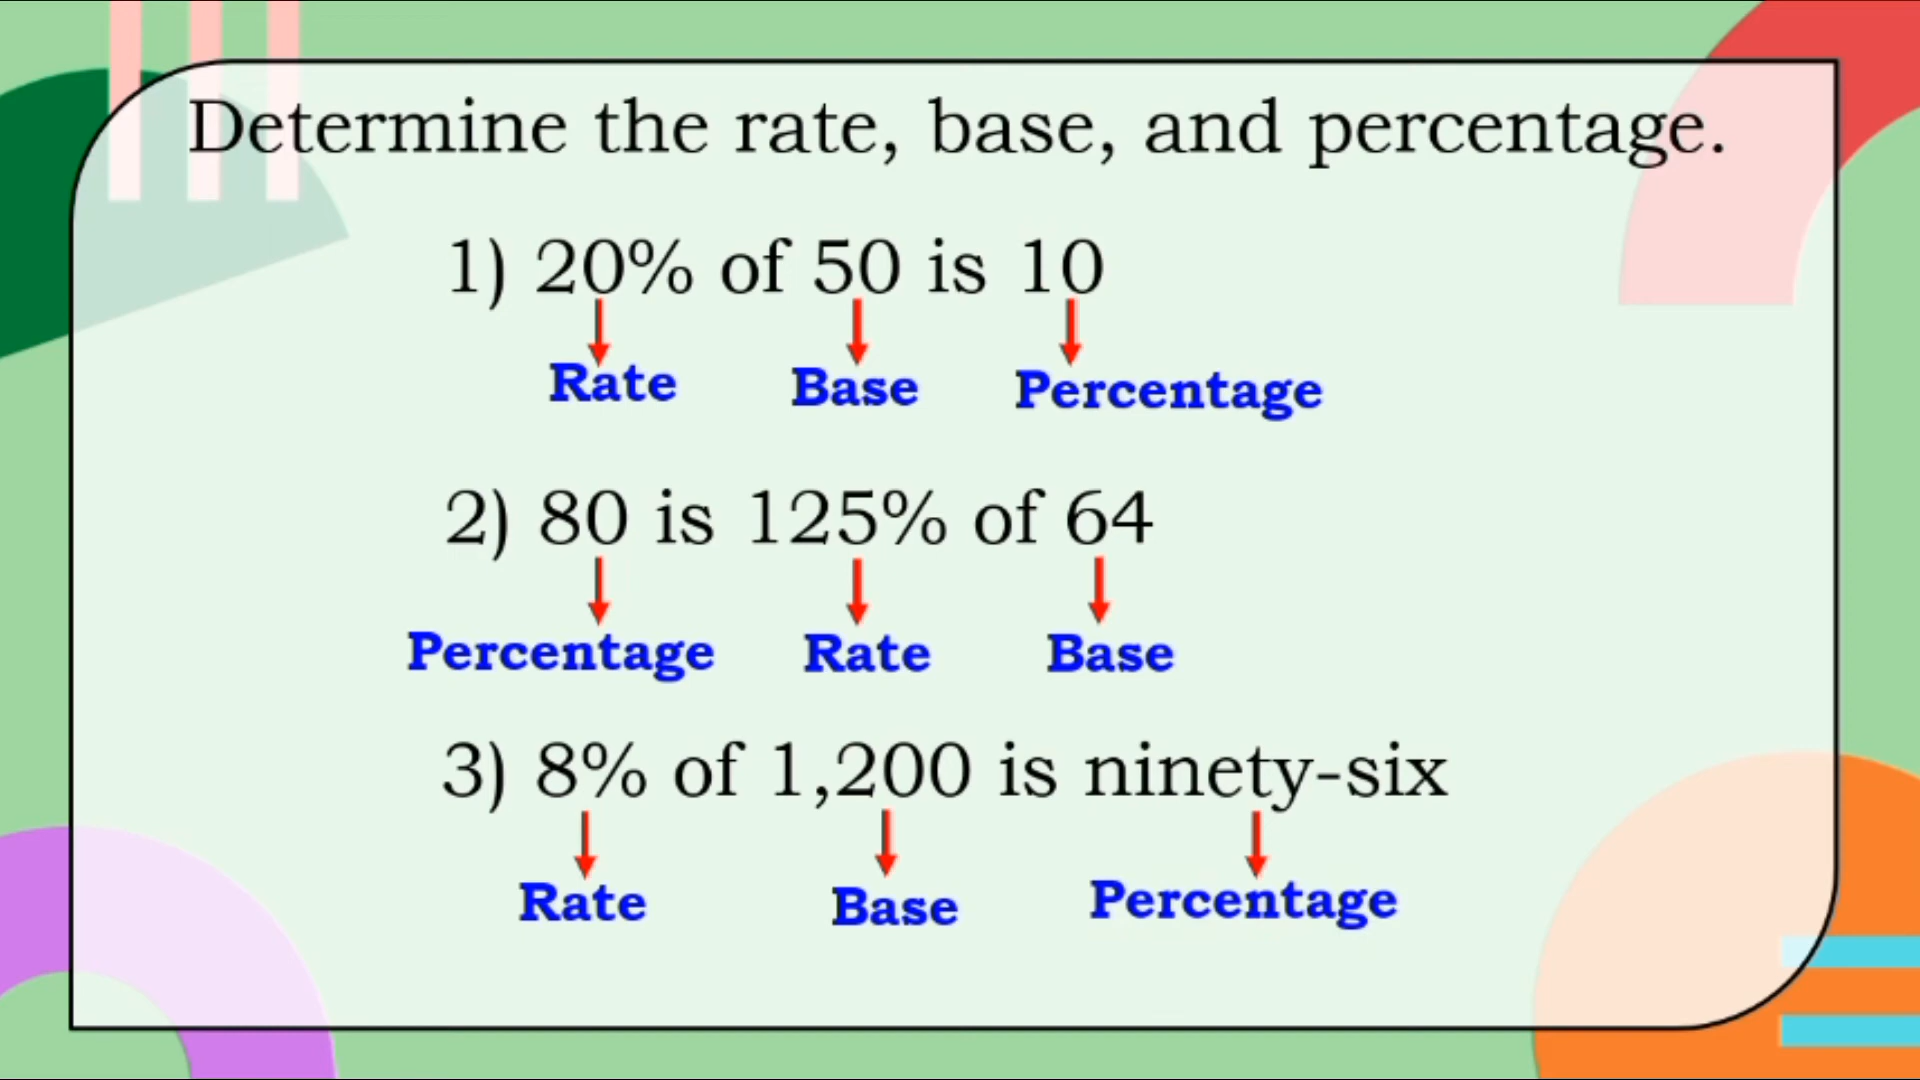 Determine the rate, base, and percentage.
1) 20% of 50 is 10
Rate Base Percentage
2) 80 is 125% of 64
Percentage Rate Base
3) 8% of 1,200 is ninety-six
Rate Base Percentage